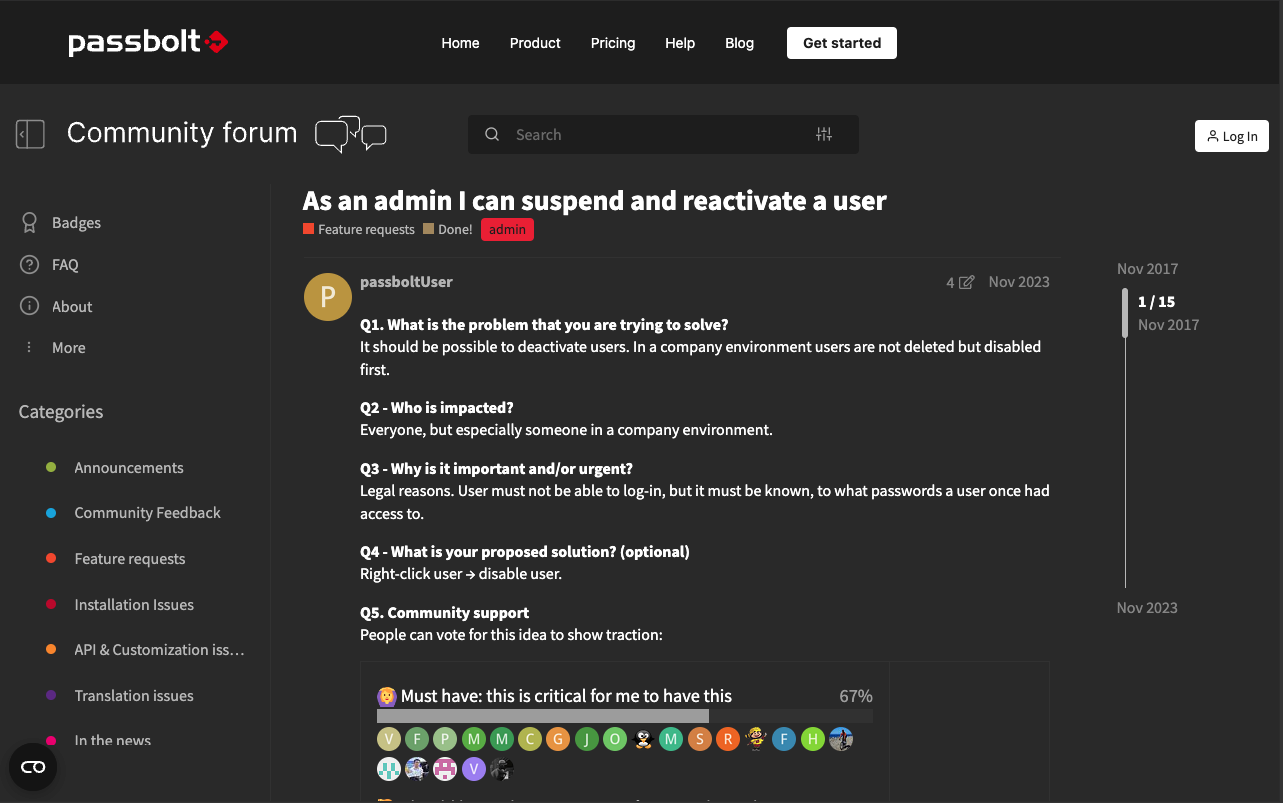 passbolt
Home Product Pricing Help Blog Get started
Community forum
Search
Log In
Badges
FAQ
About
More
Categories
Announcements
Community Feedback
Feature requests
Installation Issues
API & Customization iss…
Translation issues
In the news
As an admin I can suspend and reactivate a user
Feature requests Done! admin
P
passboltUser
4 Nov 2023
Q1. What is the problem that you are trying to solve?
It should be possible to deactivate users. In a company environment users are not deleted but disabled
first.
Q2 - Who is impacted?
Everyone, but especially someone in a company environment.
Q3 - Why is it important and/or urgent?
Legal reasons. User must not be able to log-in, but it must be known, to what passwords a user once had
access to.
Q4 - What is your proposed solution? (optional)
Right-click user → disable user.
Q5. Community support
People can vote for this idea to show traction:
Must have: this is critical for me to have this 67%
V F P M M C G J O M S R F H
V
Nov 2017
1 / 15
Nov 2017
Nov 2023